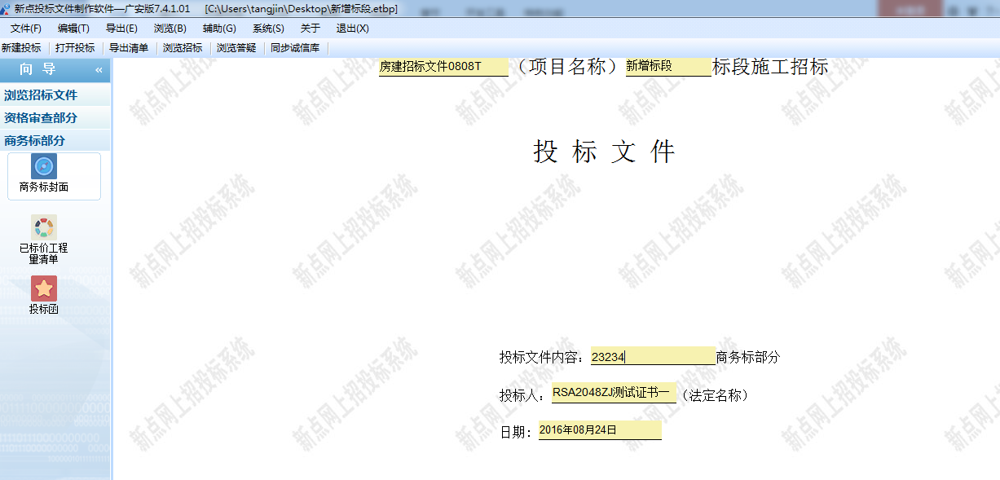 新点投标文件制作软件—广安版7.4.1.01 [C:\Users\tangjin\Desktop\新增标段.etbp]
文件(F) 编辑(T) 导出(E) 浏览(B) 辅助(G) 系统(S) 关于 退出(X)
新建投标 打开投标 导出清单 浏览招标 浏览答疑 同步诚信库
向 导 «
浏览招标文件
资格审查部分
商务标部分
商务标封面
已标价工程
量清单
投标函
房建招标文件0808T （项目名称） 新增标段 标段施工招标
投 标 文 件
投标文件内容： 23234 商务标部分
投标人： RSA2048ZJ测试证书一 （法定名称）
日期： 2016年08月24日
新点网上招投标系统